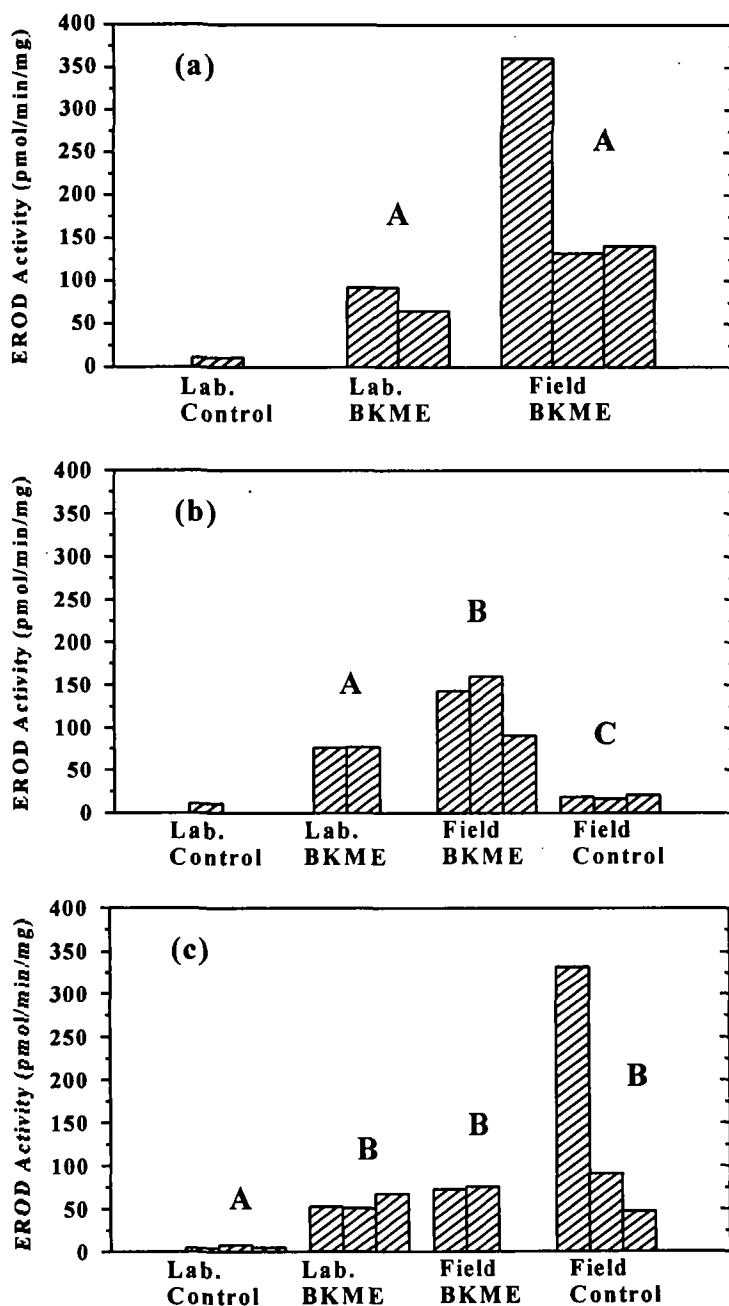 400
(a)
350
300
250
A
200
A
150
100
50
0
EROD Activity (pmol/min/mg)
Lab. Lab. Field
Control BKME BKME
400
(b)
350
300
250
B
200
A
150
C
100
50
0
EROD Activity (pmol/min/mg)
Lab. Lab. Field Field
Control BKME BKME Control
400
(c)
350
300
250
B
200
B
150
B
100
A
50
0
EROD Activity (pmol/min/mg)
Lab. Lab. Field Field
Control BKME BKME Control